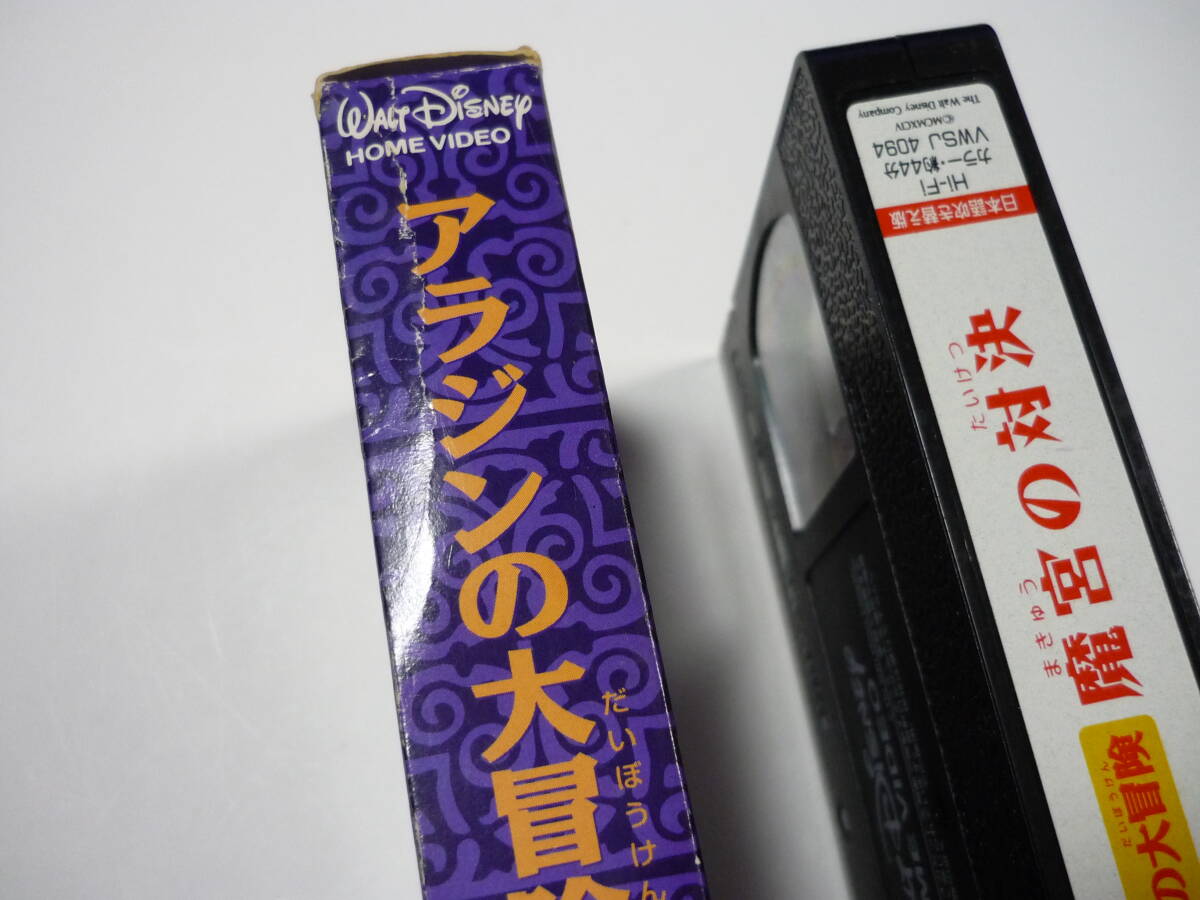 WALT DISNEY
HOME VIDEO
アラジンの大冒険
だいぼうけん
The Walt Disney Company
©MCMXCIV
VWSJ 4094
カラー・約44分
Hi-Fi
日本語吹き替え版
魔宮の対決
まきゅう
たいけつ
の大冒険
だいぼうけん